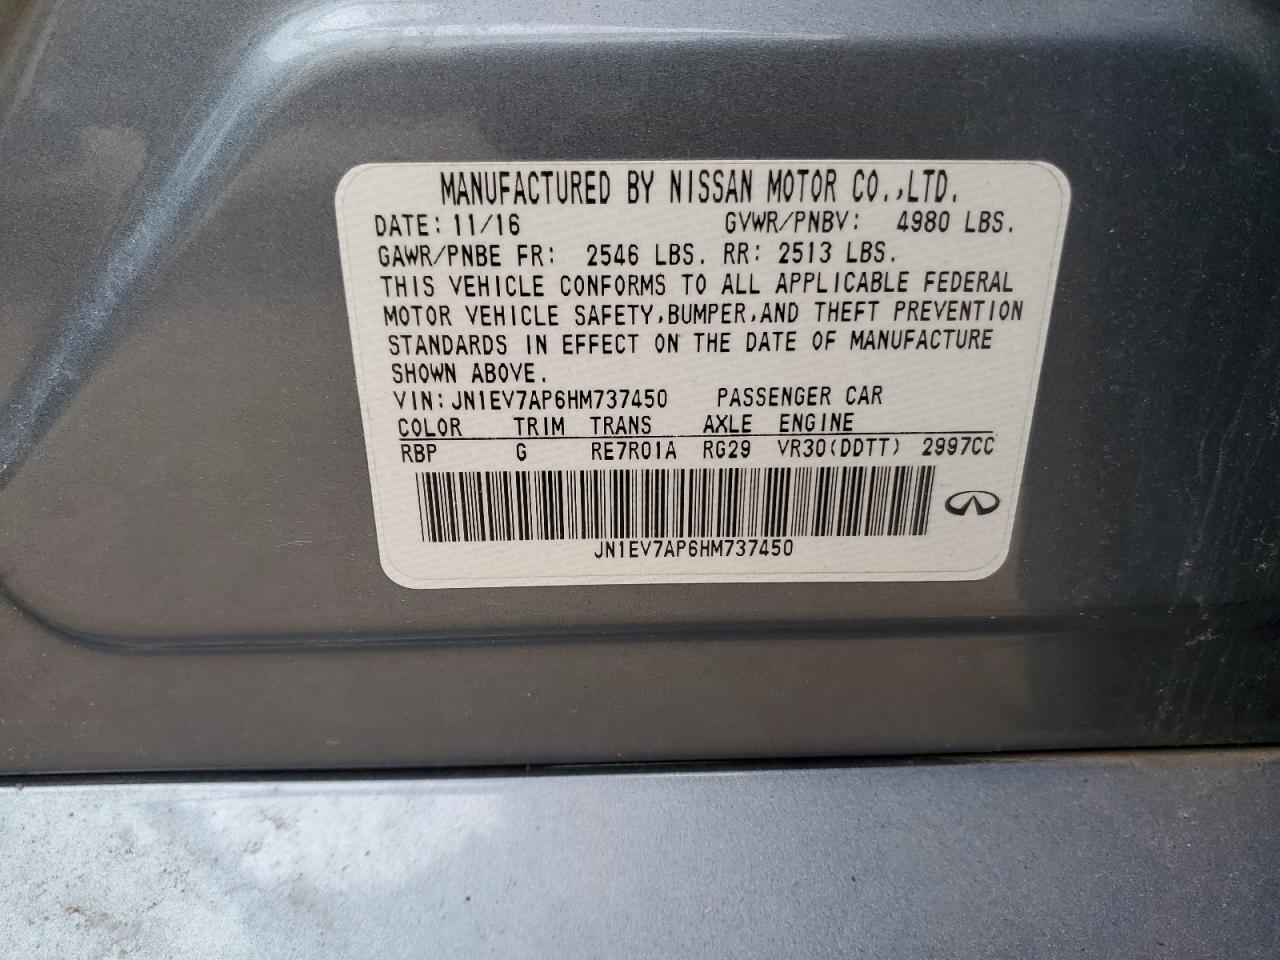 MANUFACTURED BY NISSAN MOTOR CO.,LTD.
DATE: 11/16 GVWR/PNBV: 4980 LBS.
GAWR/PNBE FR: 2546 LBS. RR: 2513 LBS.
THIS VEHICLE CONFORMS TO ALL APPLICABLE FEDERAL
MOTOR VEHICLE SAFETY,BUMPER,AND THEFT PREVENTION
STANDARDS IN EFFECT ON THE DATE OF MANUFACTURE
SHOWN ABOVE.
VIN: JN1EV7AP6HM737450 PASSENGER CAR
COLOR TRIM TRANS AXLE ENGINE
RBP G RE7R01A RG29 VR30(DDTT) 2997CC
JN1EV7AP6HM737450